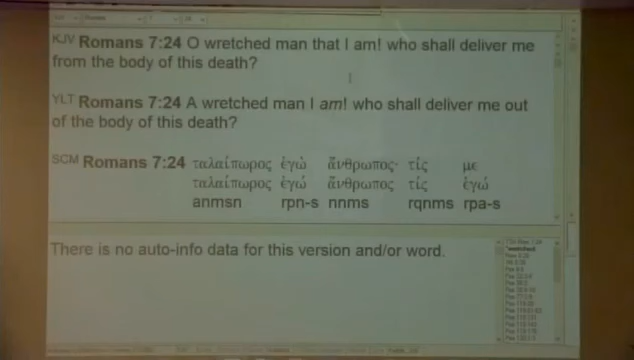 KJV Romans 7:24 O wretched man that I am! who shall deliver me
from the body of this death?
YLT Romans 7:24 A wretched man I am! who shall deliver me out
of the body of this death?
SCM Romans 7:24 ταλαίπωρος ἐγὼ ἄνθρωπος· τίς με
ταλαίπωρος ἐγώ ἄνθρωπος τίς ἐγώ
anmsn rpn-s nnms rqnms rpa-s
There is no auto-info data for this version and/or word.